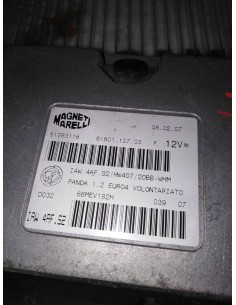 MAGNETI MARELLI
08.02.07
51793116
61601.127.03
12V=
IAW 4AF.S2/HW407/20BB-WHM
PANDA 1.2 EURO4 VOLONTARIATO
D032
66MEV182M
039 07
IAW 4AF.S2